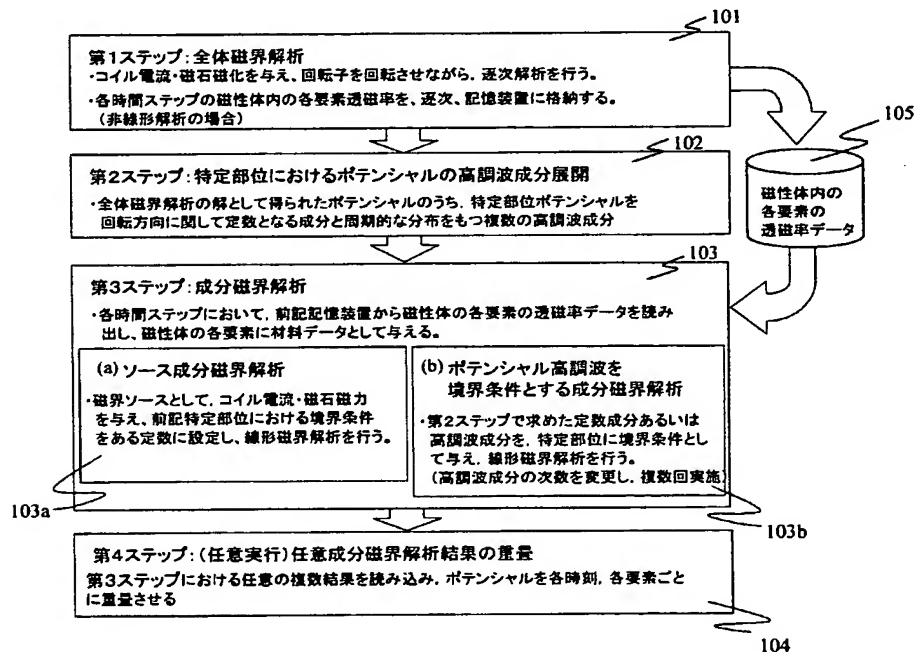 101
第1ステップ:全体磁界解析
・コイル電流・磁石磁化を与え、回転子を回転させながら、逐次解析を行う。
・各時間ステップの磁性体内の各要素透磁率を、逐次、記憶装置に格納する。
(非線形解析の場合)
105
磁性体内の
各要素の
透磁率データ
102
第2ステップ:特定部位におけるポテンシャルの高調波成分展開
・全体磁界解析の解として得られたポテンシャルのうち,特定部位ポテンシャルを
回転方向に関して定数となる成分と周期的な分布をもつ複数の高調波成分
103
第3ステップ:成分磁界解析
・各時間ステップにおいて,前記記憶装置から磁性体の各要素の透磁率データを読み
出し、磁性体の各要素に材料データとして与える。
(a)ソース成分磁界解析
・磁界ソースとして,コイル電流・磁石磁力
を与え、前記特定部位における境界条件
をある定数に設定し、線形磁界解析を行う。
103a
(b)ポテンシャル高調波を
境界条件とする成分磁界解析
・第2ステップで求めた定数成分あるいは
高調波成分を,特定部位に境界条件とし
て与え,線形磁界解析を行う。
(高調波成分の次数を変更し,複数回実施)
103b
第4ステップ:(任意実行)任意成分磁界解析結果の重畳
第3ステップにおける任意の複数結果を読み込み,ポテンシャルを各時刻,各要素ごと
に重畳させる
104